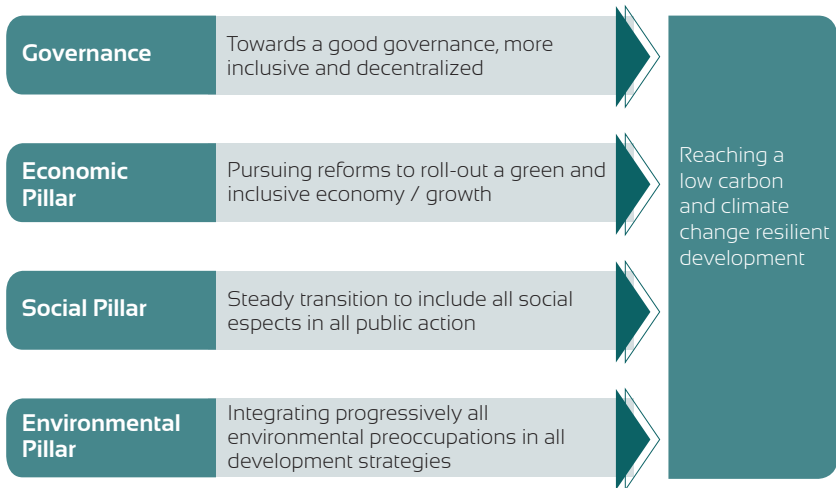 Governance
Towards a good governance, more
inclusive and decentralized
Economic
Pillar
Pursuing reforms to roll-out a green and
inclusive economy / growth
Social Pillar
Steady transition to include all social
espects in all public action
Environmental
Pillar
Integrating progressively all
environmental preoccupations in all
development strategies
Reaching a
low carbon
and climate
change resilient
development